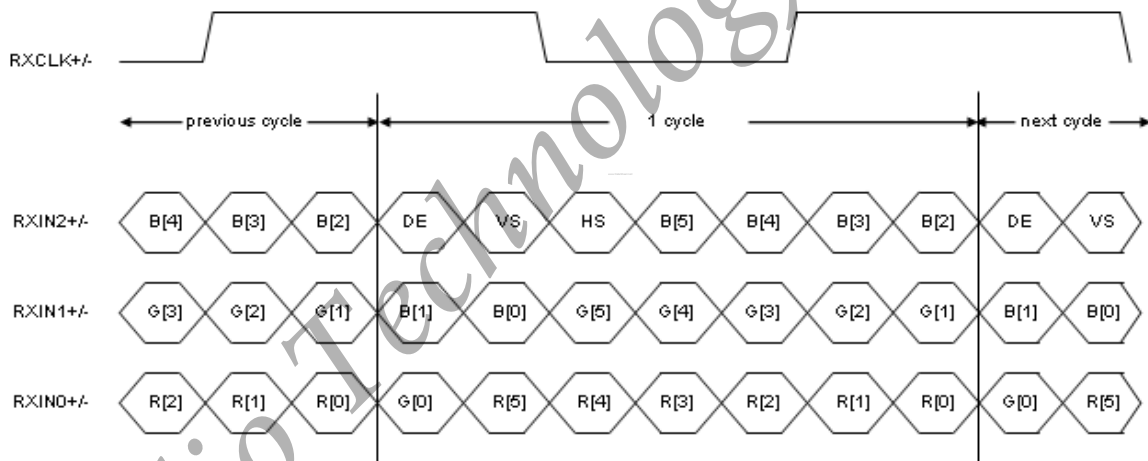 RXCLK+/-
previous cycle 1 cycle next cycle
RXIN2+/- B[4] B[3] B[2] DE VS HS B[5] B[4] B[3] B[2] DE VS
RXIN1+/- G[3] G[2] G[1] B[1] B[0] G[5] G[4] G[3] G[2] G[1] B[1] B[0]
RXIN0+/- R[2] R[1] R[0] G[0] R[5] R[4] R[3] R[2] R[1] R[0] G[0] R[5]
Technology